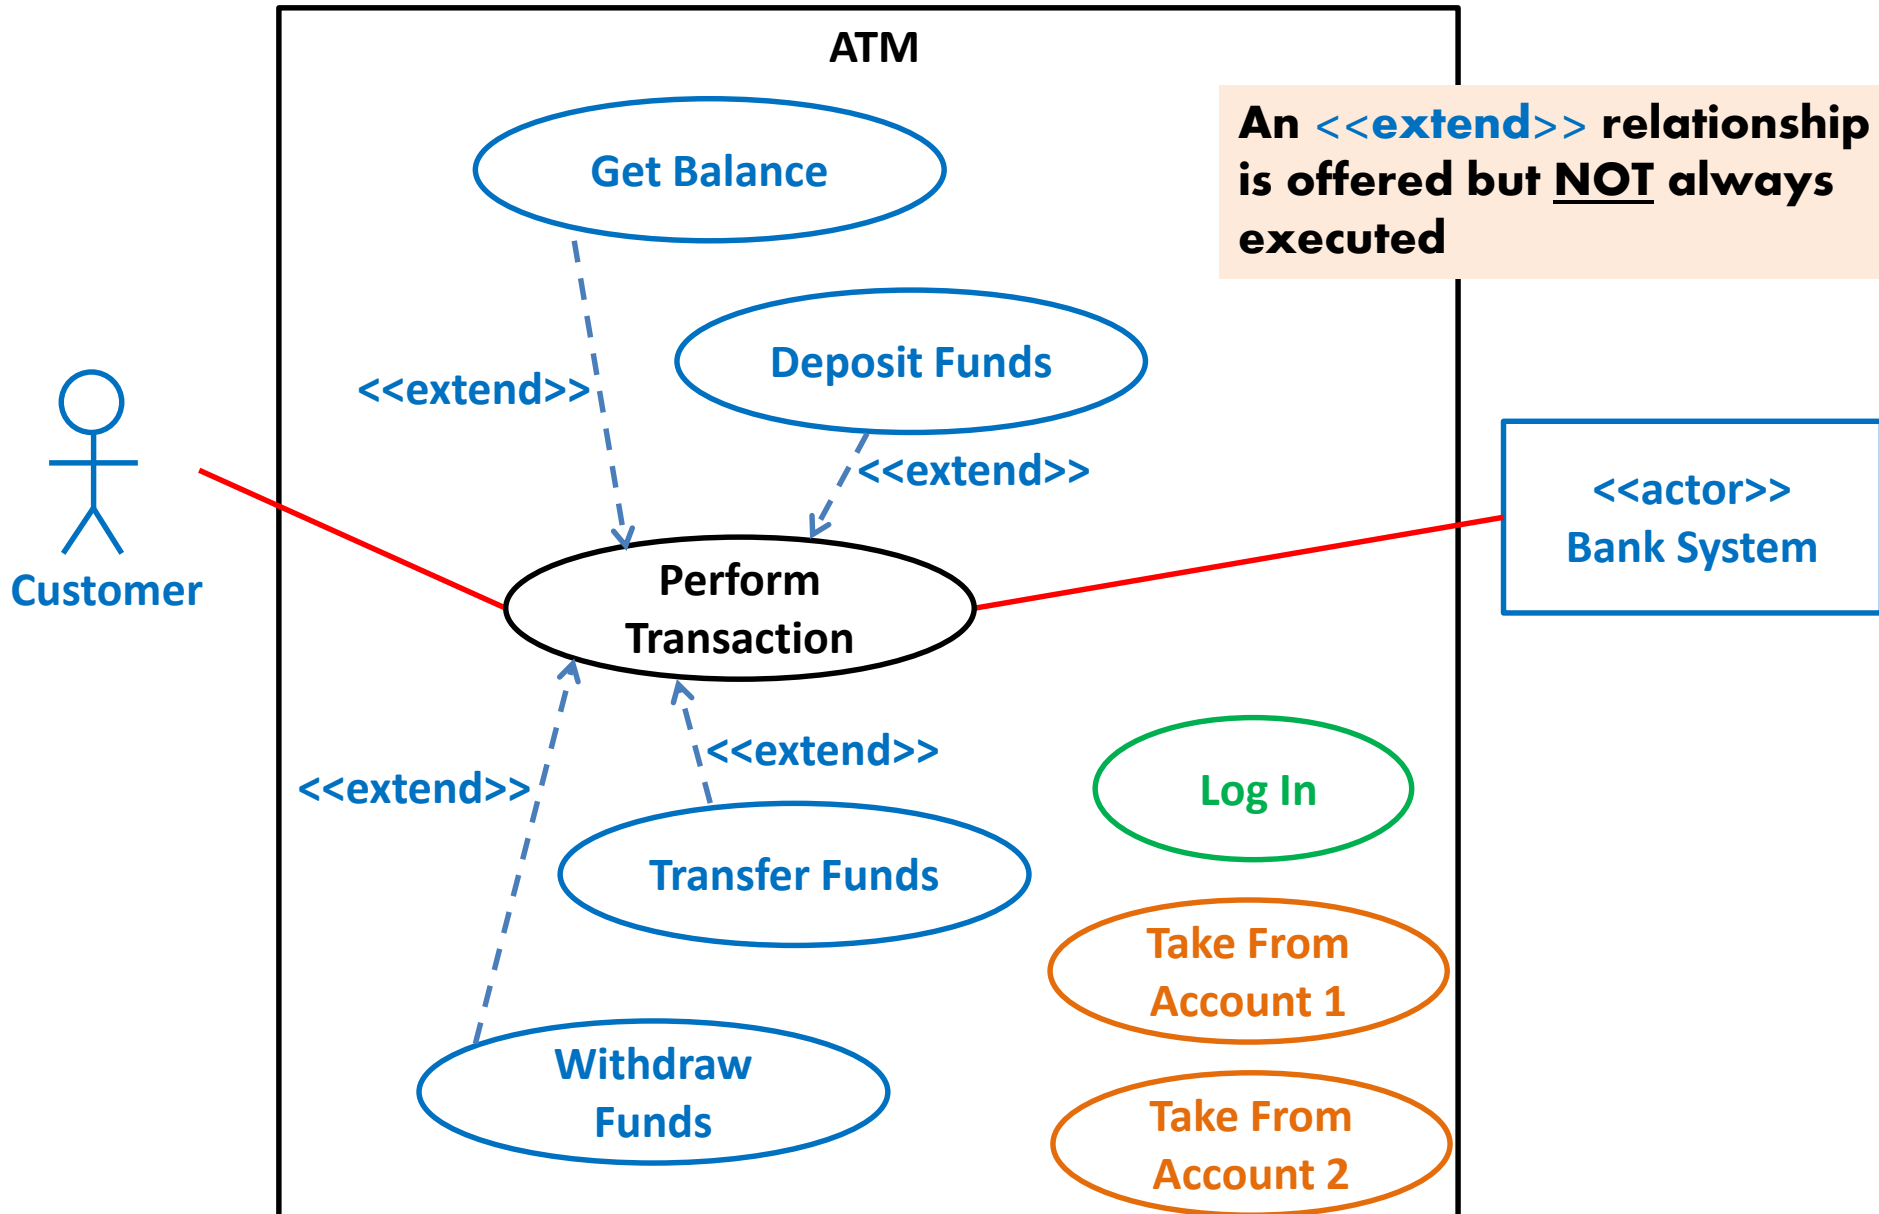 ATM
An <<extend>> relationship
is offered but NOT always
executed
Get Balance
Deposit Funds
<<extend>>
<<extend>>
<<actor>>
Bank System
Customer
Perform
Transaction
<<extend>>
<<extend>>
Log In
Transfer Funds
Take From
Account 1
Withdraw
Funds
Take From
Account 2